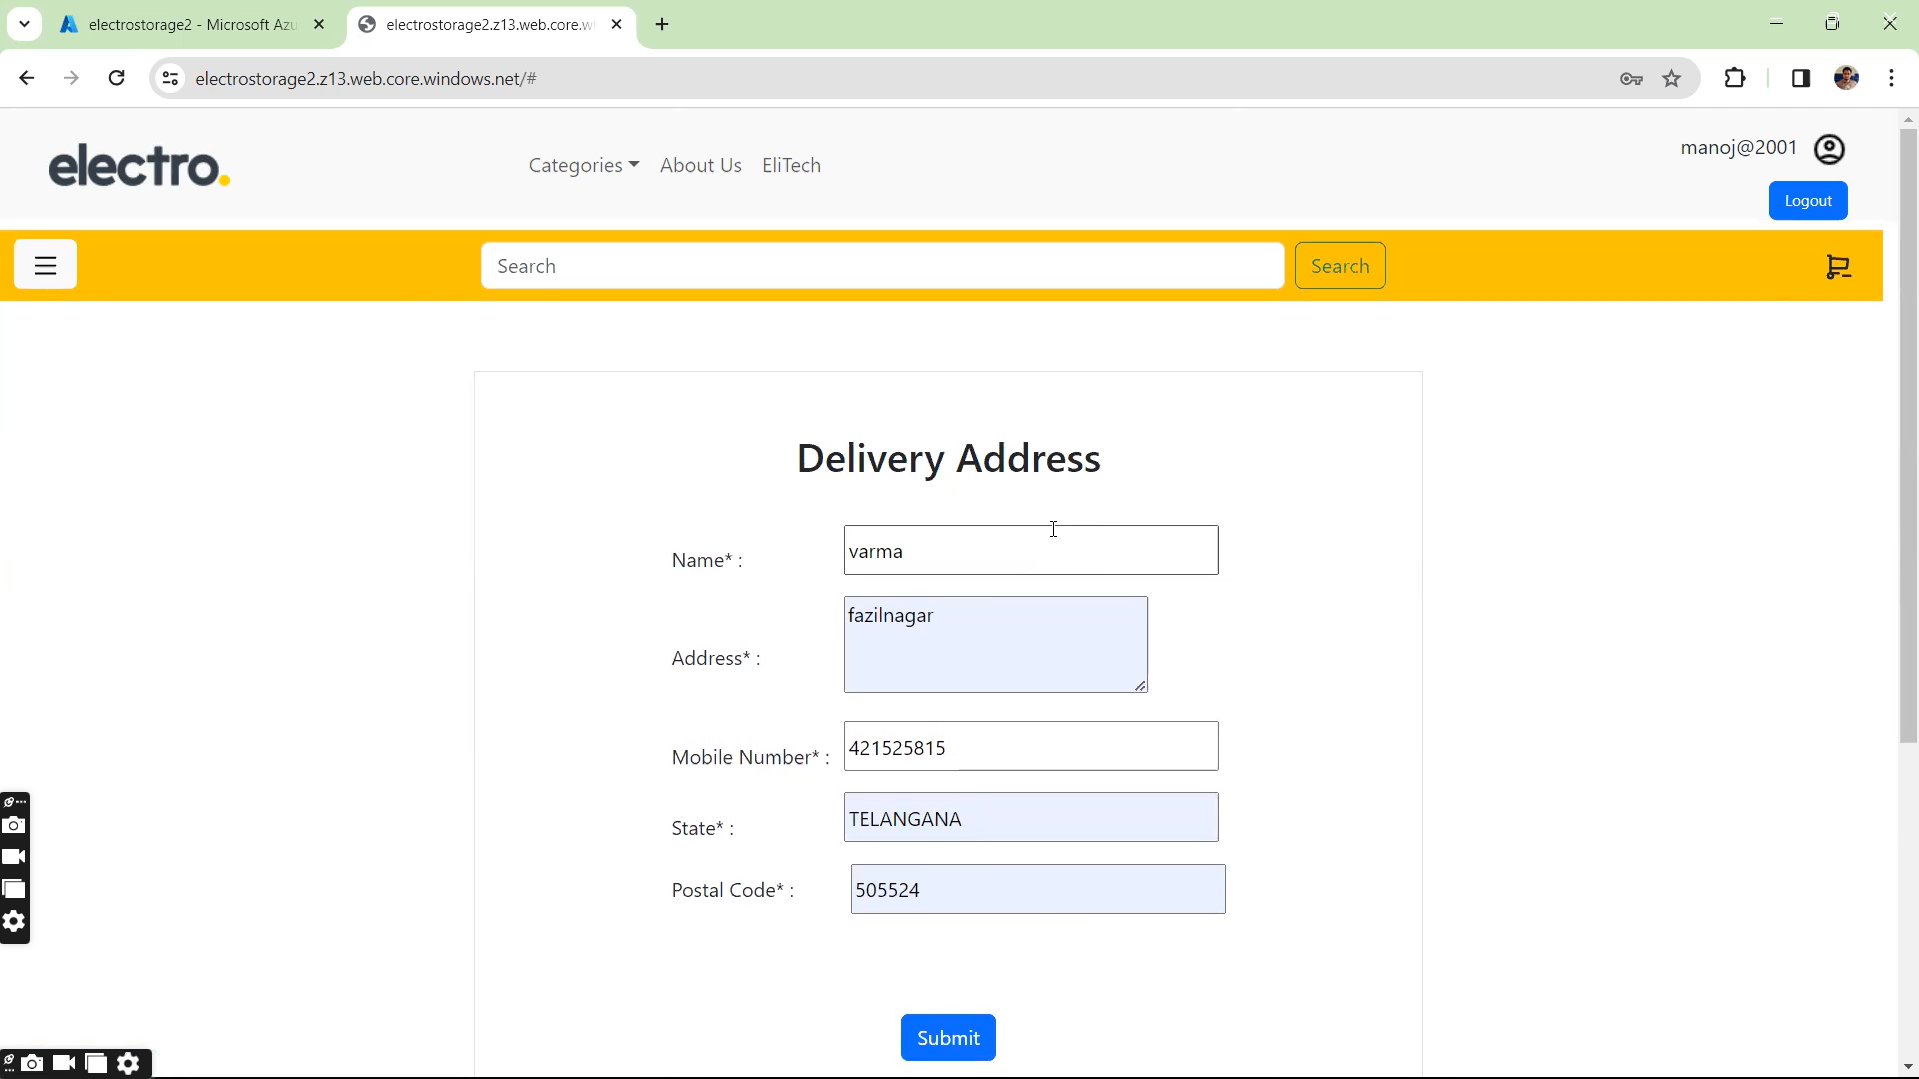 electrostorage2 - Microsoft Azu
electrostorage2.z13.web.core.wi
electrostorage2.z13.web.core.windows.net/#
electro.
Categories About Us EliTech
manoj@2001
Logout
Search Search
Delivery Address
Name* : varma
Address* : fazilnagar
Mobile Number* : 421525815
State* : TELANGANA
Postal Code* : 505524
Submit